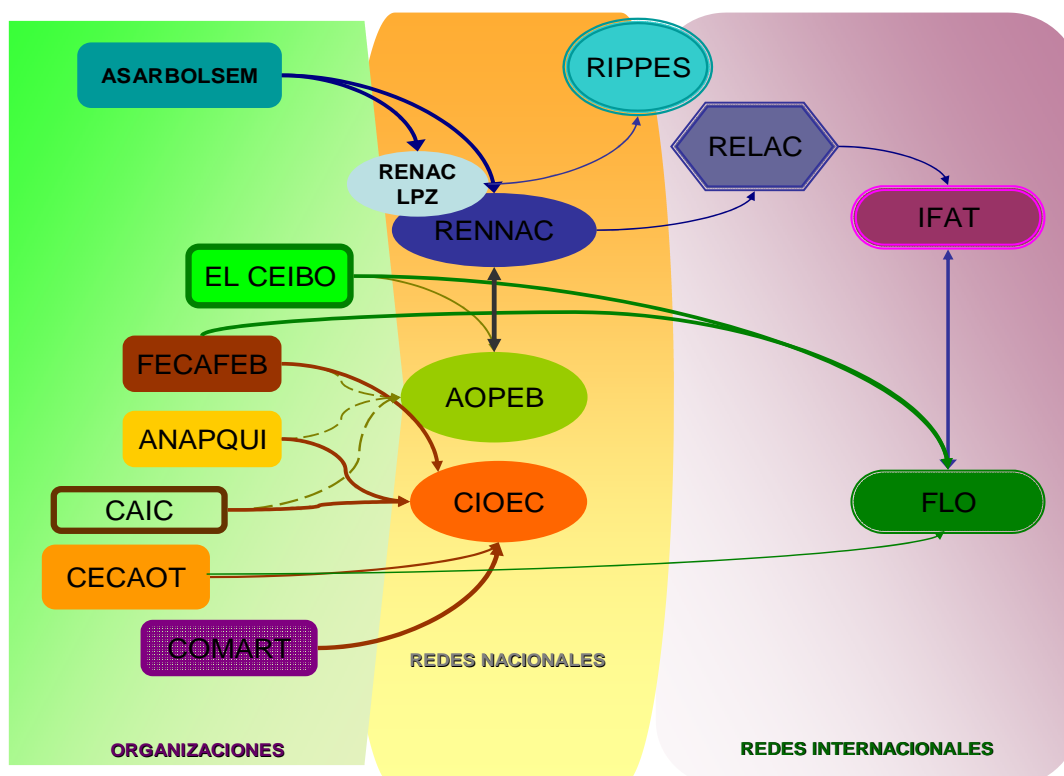 ASARBOLSEM
RIPPES
RELAC
RENAC
LPZ
RENNAC
IFAT
EL CEIBO
FECAFEB
AOPEB
ANAPQUI
CIOEC
FLO
CAIC
CECAOT
COMART
REDES NACIONALES
ORGANIZACIONES
REDES INTERNACIONALES